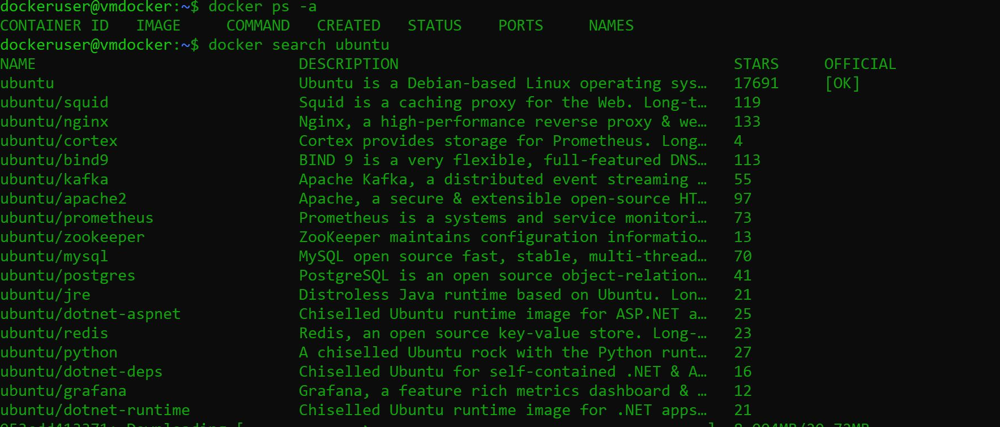 dockeruser@vmdocker:~$ docker ps -a
CONTAINER ID   IMAGE     COMMAND   CREATED   STATUS    PORTS     NAMES
dockeruser@vmdocker:~$ docker search ubuntu
NAME                             DESCRIPTION                                     STARS     OFFICIAL
ubuntu                           Ubuntu is a Debian-based Linux operating sys…   17691     [OK]
ubuntu/squid                     Squid is a caching proxy for the Web. Long-t…   119
ubuntu/nginx                     Nginx, a high-performance reverse proxy & we…   133
ubuntu/cortex                    Cortex provides storage for Prometheus. Long…   4
ubuntu/bind9                     BIND 9 is a very flexible, full-featured DNS…   113
ubuntu/kafka                     Apache Kafka, a distributed event streaming …   55
ubuntu/apache2                   Apache, a secure & extensible open-source HT…   97
ubuntu/prometheus                Prometheus is a systems and service monitori…   73
ubuntu/zookeeper                 ZooKeeper maintains configuration informatio…   13
ubuntu/mysql                     MySQL open source fast, stable, multi-thread…   70
ubuntu/postgres                  PostgreSQL is an open source object-relation…   41
ubuntu/jre                       Distroless Java runtime based on Ubuntu. Lon…   21
ubuntu/dotnet-aspnet             Chiselled Ubuntu runtime image for ASP.NET a…   25
ubuntu/redis                     Redis, an open source key-value store. Long-…   23
ubuntu/python                    A chiselled Ubuntu rock with the Python runt…   27
ubuntu/dotnet-deps               Chiselled Ubuntu for self-contained .NET & A…   16
ubuntu/grafana                   Grafana, a feature rich metrics dashboard & …   12
ubuntu/dotnet-runtime            Chiselled Ubuntu runtime image for .NET apps…   21
Downloading [